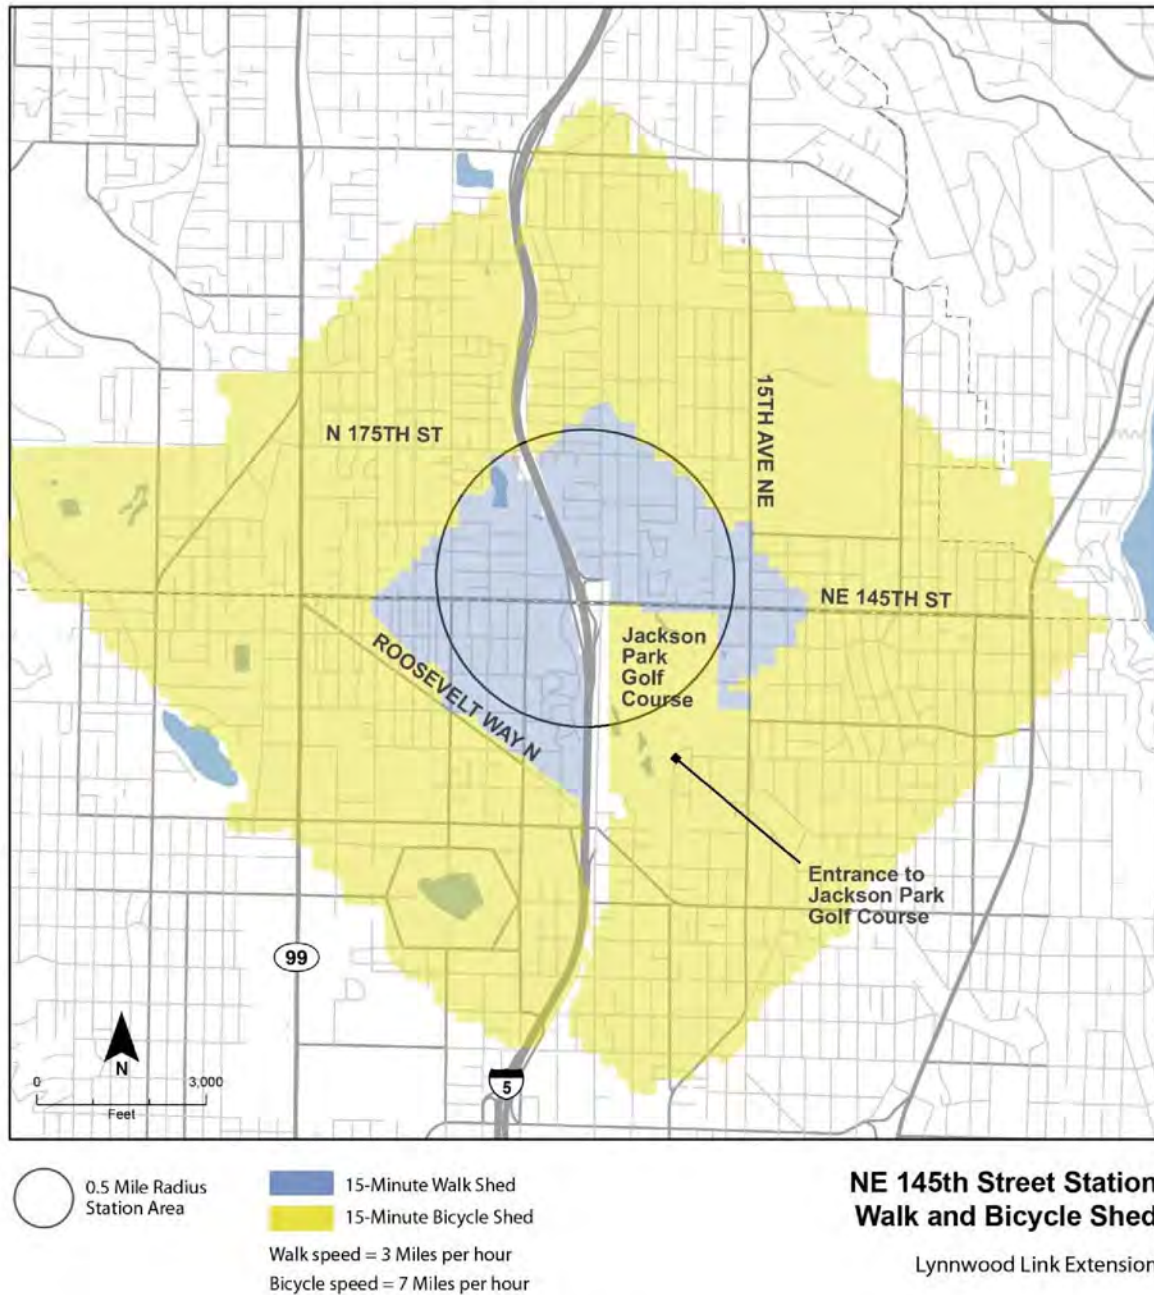 N 175TH ST
15TH AVE NE
NE 145TH ST
Jackson
Park
Golf
Course
ROOSEVELT WAY N
Entrance to
Jackson Park
Golf Course
99
N
0 3,000
Feet
5
0.5 Mile Radius
Station Area
15-Minute Walk Shed
15-Minute Bicycle Shed
Walk speed = 3 Miles per hour
Bicycle speed = 7 Miles per hour
NE 145th Street Station
Walk and Bicycle Shed
Lynnwood Link Extension